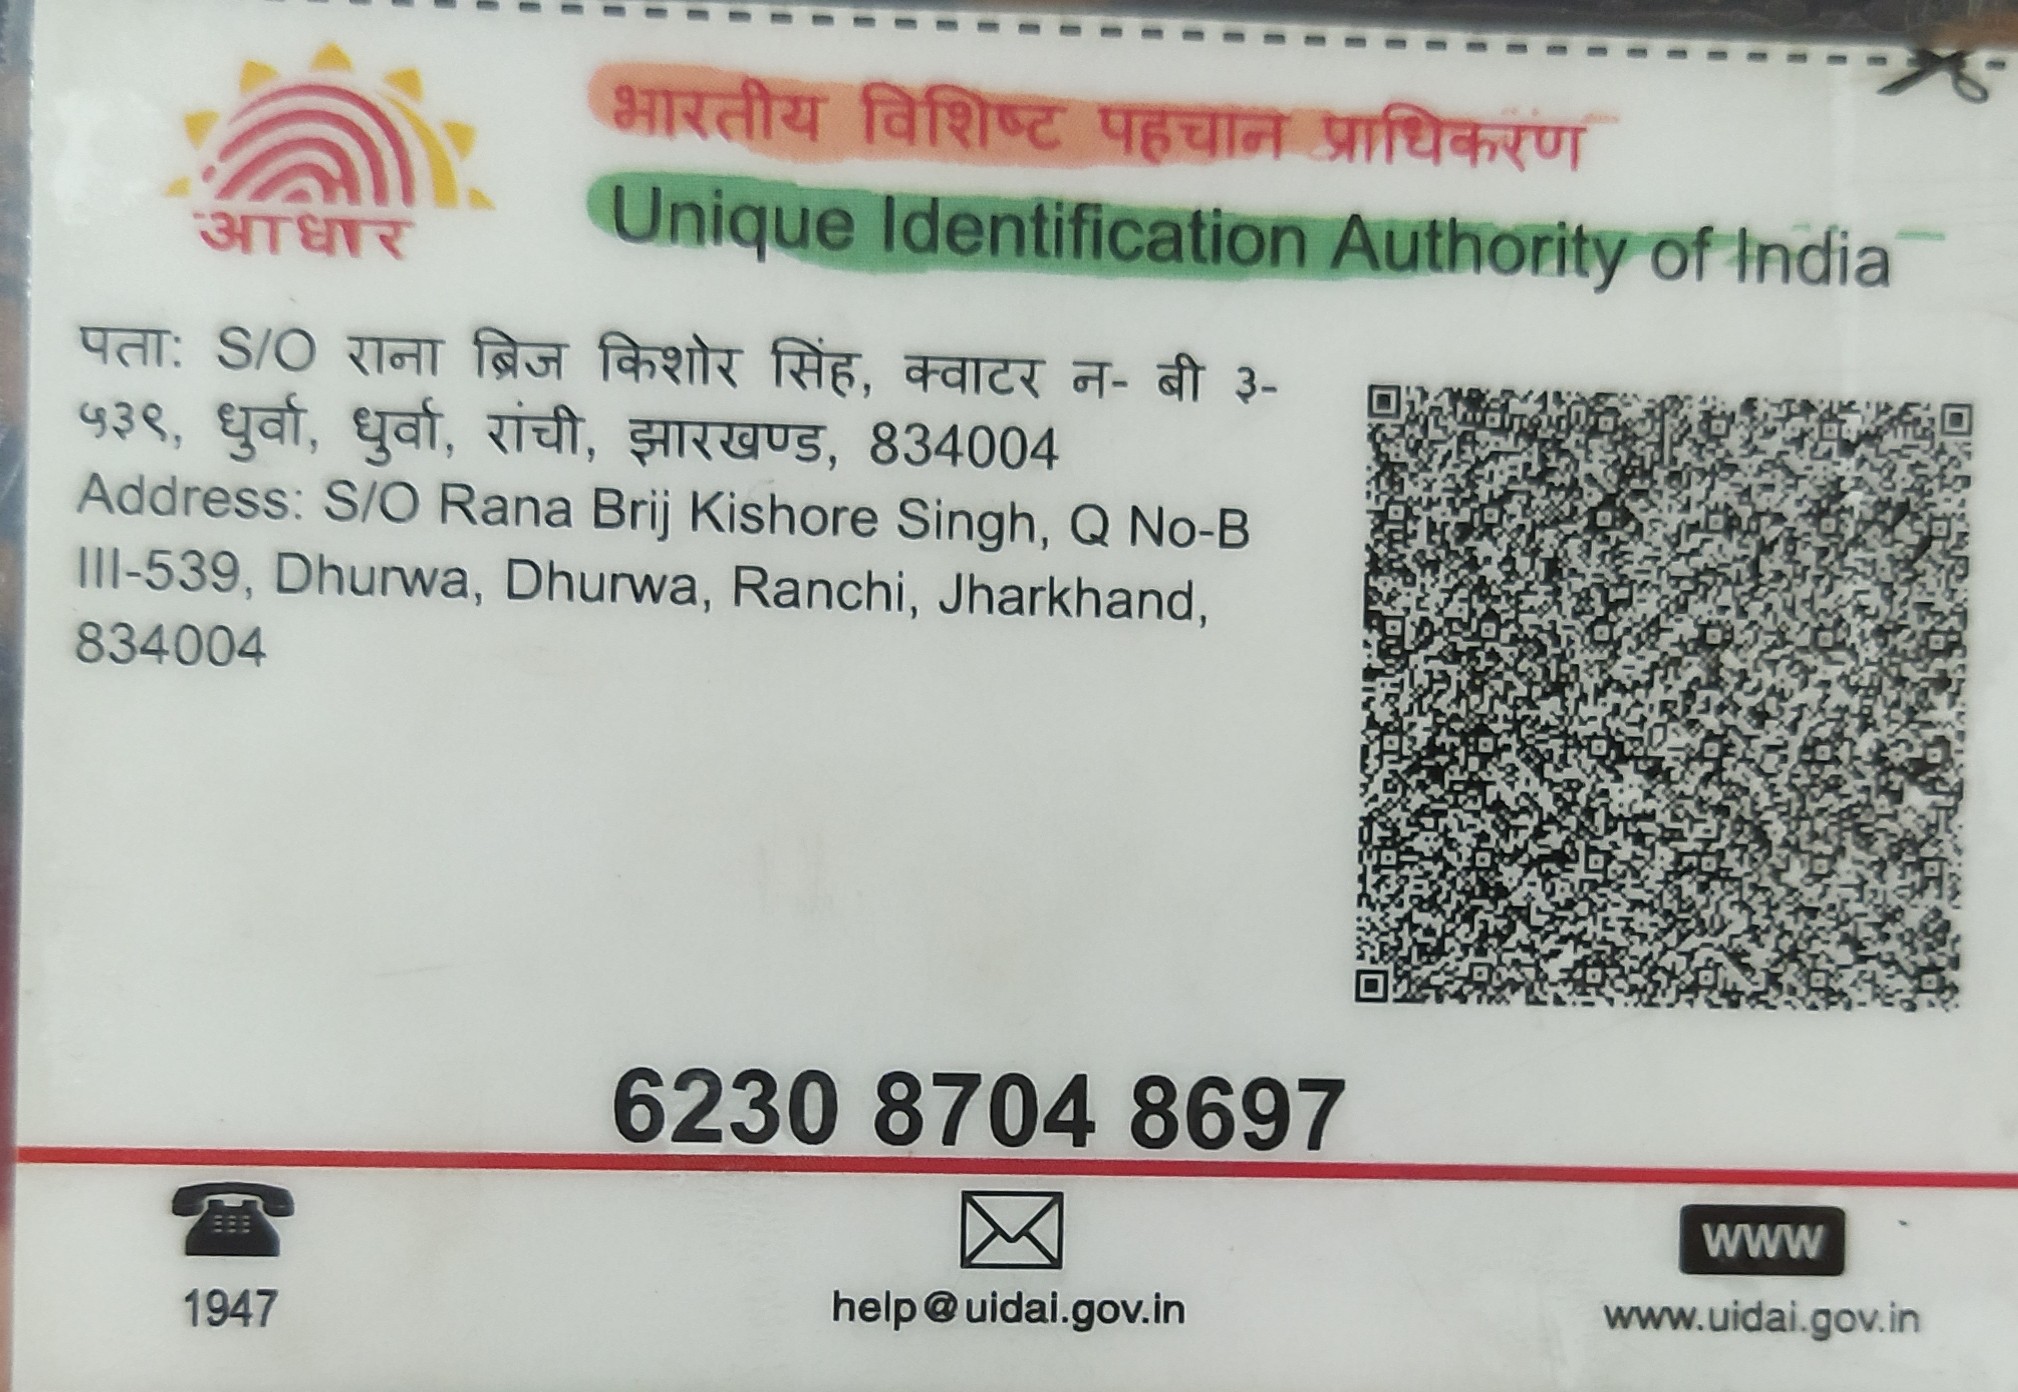 आधार
भारतीय विशिष्ट पहचान प्राधिकरण
Unique Identification Authority of India
पता: S/O राना ब्रिज किशोर सिंह, क्वाटर न- बी ३-
५३९, धुर्वा, धुर्वा, रांची, झारखण्ड, 834004
Address: S/O Rana Brij Kishore Singh, Q No-B
III-539, Dhurwa, Dhurwa, Ranchi, Jharkhand,
834004
6230 8704 8697
1947
help@uidai.gov.in
www
www.uidai.gov.in